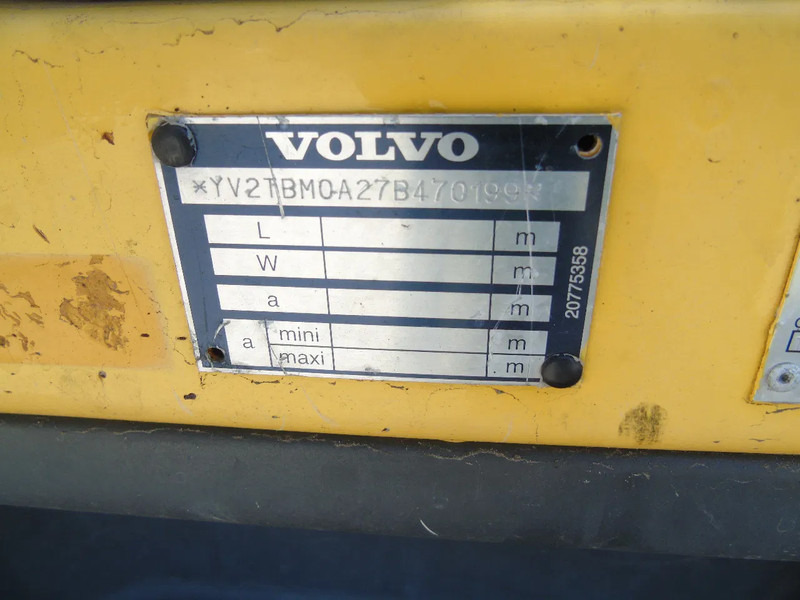 VOLVO
*YV2TBM0A27B470199*
L m
W m
a m
a mini m
maxi m
20775358